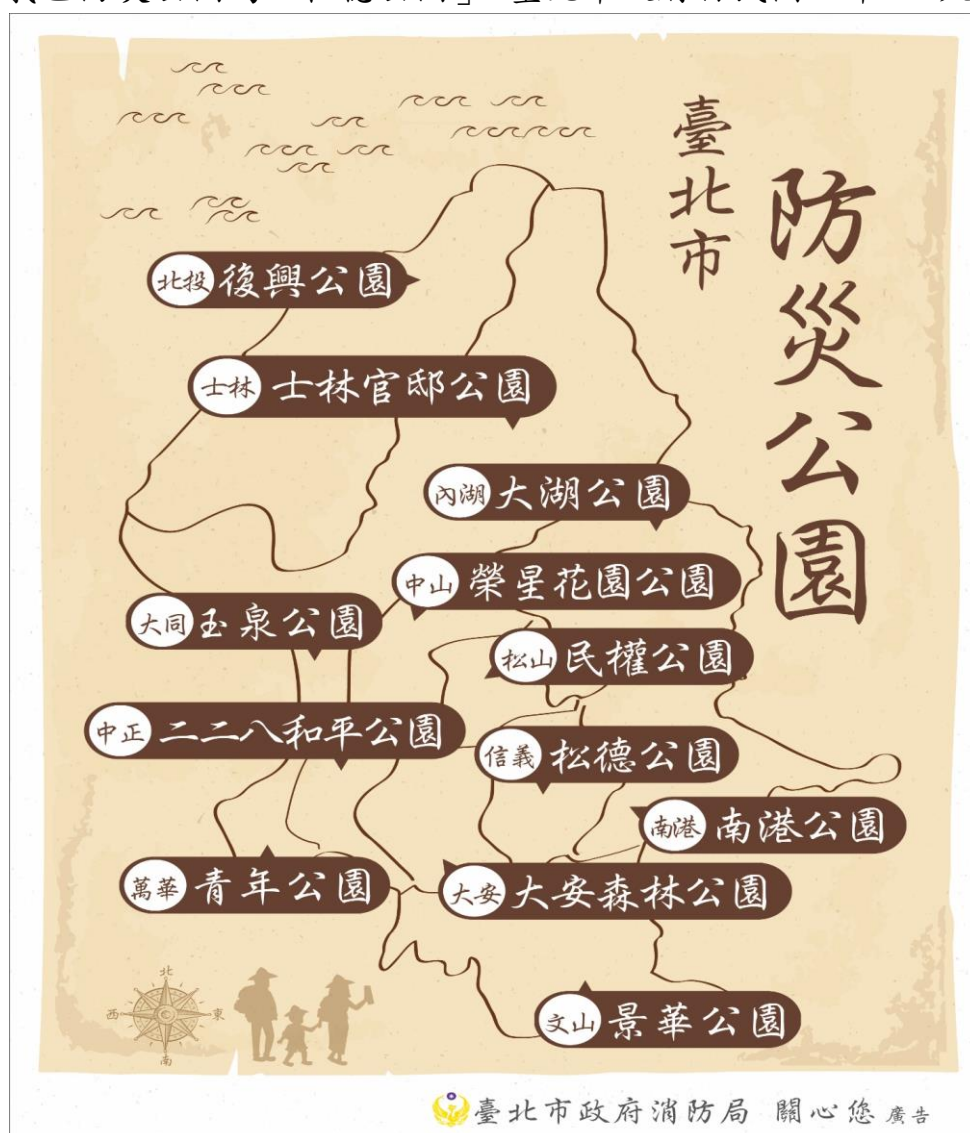 臺北市
防災公園
北投 復興公園
士林 士林官邸公園
內湖 大湖公園
中山 榮星花園公園
大同 玉泉公園
松山 民權公園
中正 二二八和平公園
信義 松德公園
南港 南港公園
萬華 青年公園
大安 大安森林公園
文山 景華公園
北
西 東
南
臺北市政府消防局 關心您 廣告